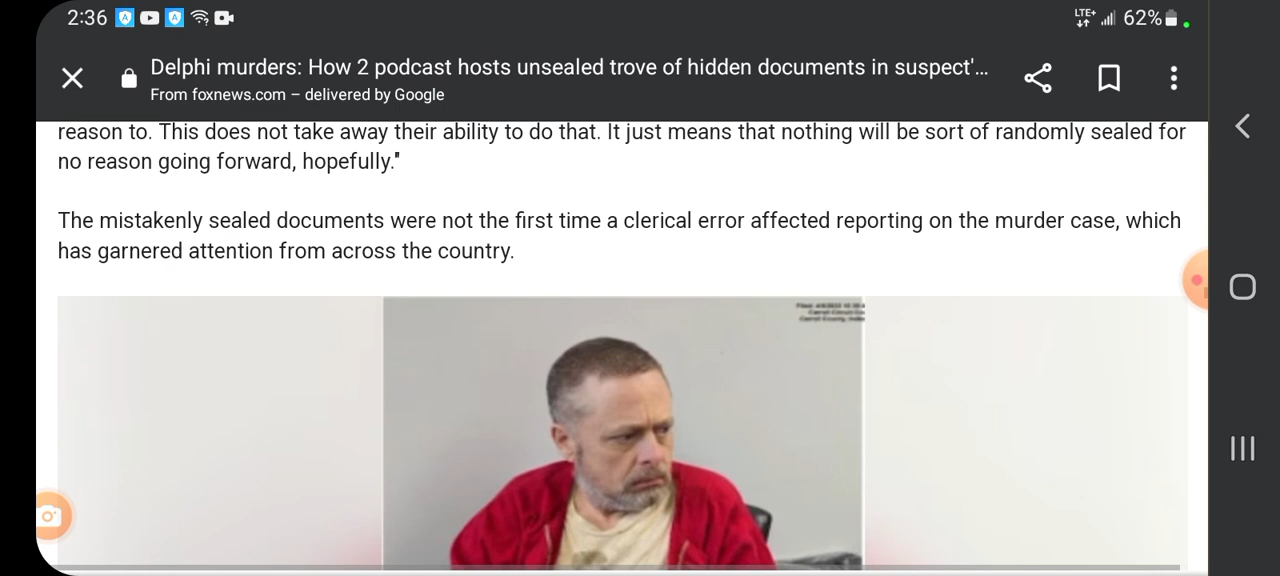 2:36
LTE+
62%
Delphi murders: How 2 podcast hosts unsealed trove of hidden documents in suspect'...
From foxnews.com – delivered by Google
reason to. This does not take away their ability to do that. It just means that nothing will be sort of randomly sealed for
no reason going forward, hopefully."
The mistakenly sealed documents were not the first time a clerical error affected reporting on the murder case, which
has garnered attention from across the country.
Carroll Circuit
Carroll County,